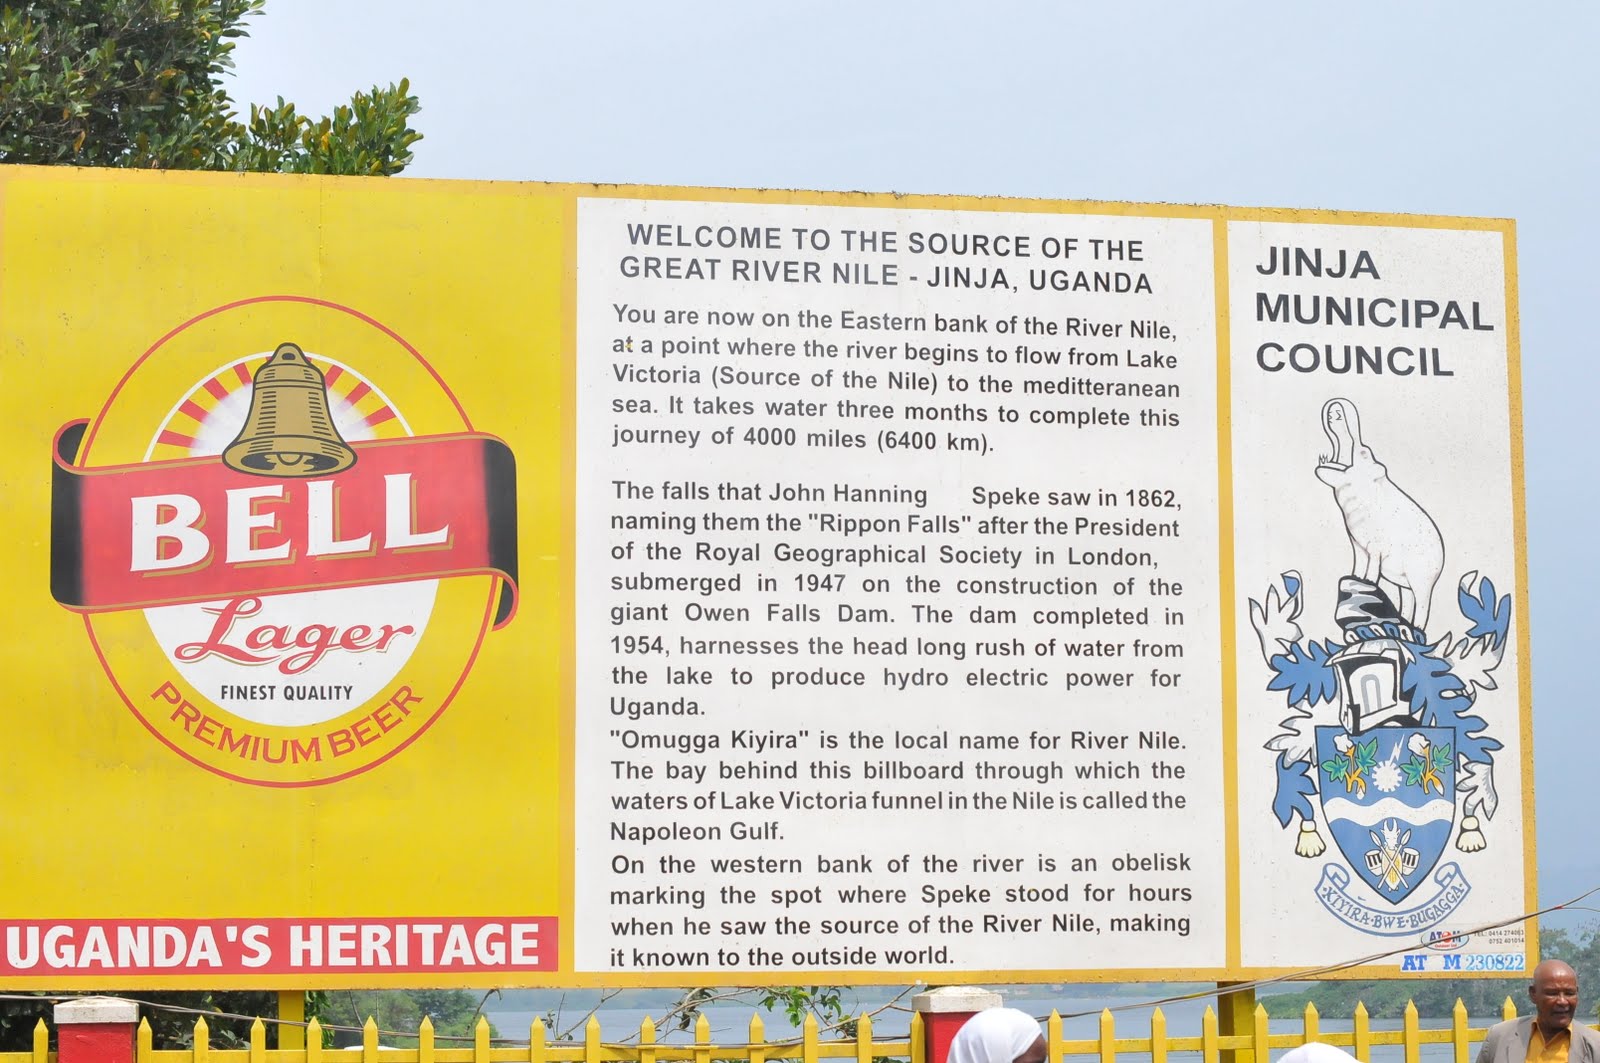 BELL
Lager
FINEST QUALITY
PREMIUM BEER
UGANDA'S HERITAGE
WELCOME TO THE SOURCE OF THE
GREAT RIVER NILE - JINJA, UGANDA
You are now on the Eastern bank of the River Nile,
at a point where the river begins to flow from Lake
Victoria (Source of the Nile) to the meditteranean
sea. It takes water three months to complete this
journey of 4000 miles (6400 km).
The falls that John Hanning Speke saw in 1862,
naming them the "Rippon Falls" after the President
of the Royal Geographical Society in London,
submerged in 1947 on the construction of the
giant Owen Falls Dam. The dam completed in
1954, harnesses the head long rush of water from
the lake to produce hydro electric power for
Uganda.
"Omugga Kiyira" is the local name for River Nile.
The bay behind this billboard through which the
waters of Lake Victoria funnel in the Nile is called the
Napoleon Gulf.
On the western bank of the river is an obelisk
marking the spot where Speke stood for hours
when he saw the source of the River Nile, making
it known to the outside world.
JINJA
MUNICIPAL
COUNCIL
KIYIRA·BWE·BUGAGGA
ATOM
TEL: 0414 274063
0752 401014
AT M 230822